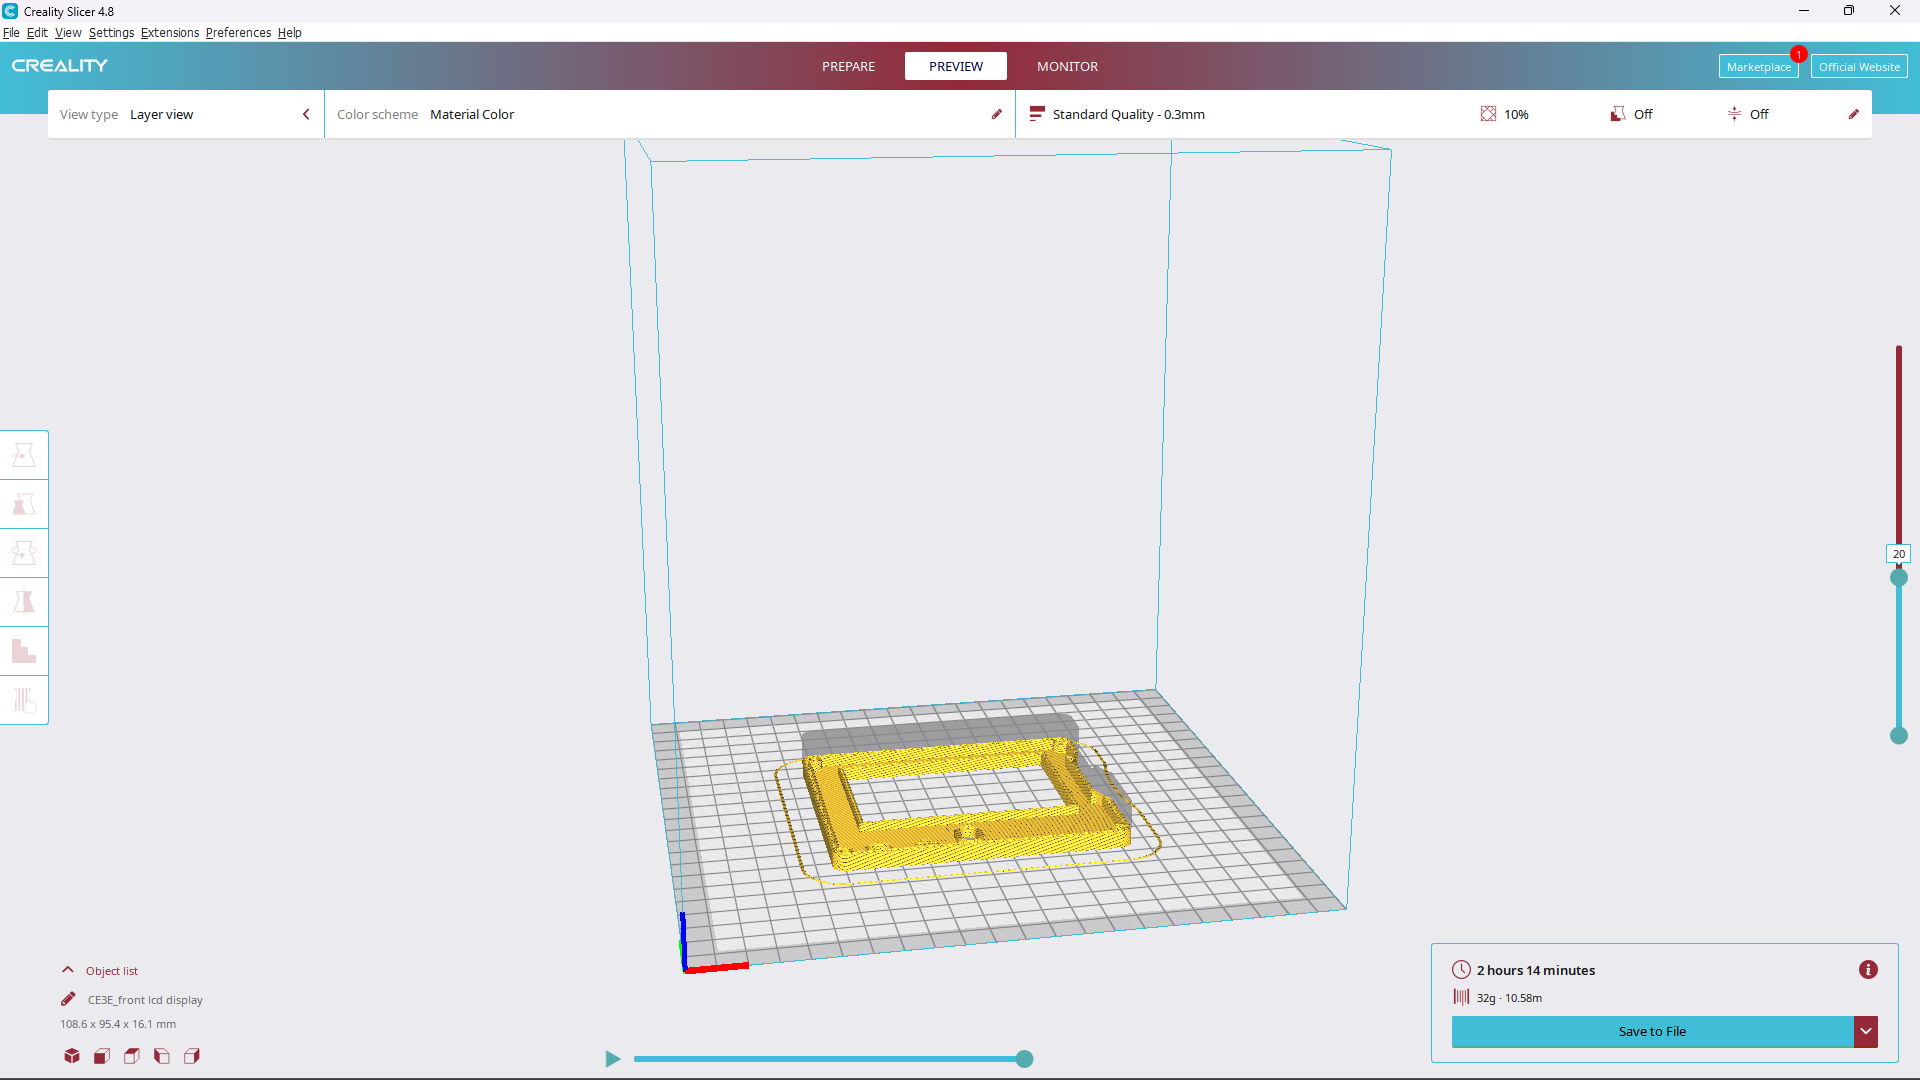 Creality Slicer 4.8
File Edit View Settings Extensions Preferences Help
CREALITY
PREPARE PREVIEW MONITOR
Marketplace 1 Official Website
View type Layer view Color scheme Material Color Standard Quality - 0.3mm 10% Off Off
20
Object list
CE3E_front lcd display
108.6 x 95.4 x 16.1 mm
2 hours 14 minutes
32g · 10.58m
Save to File